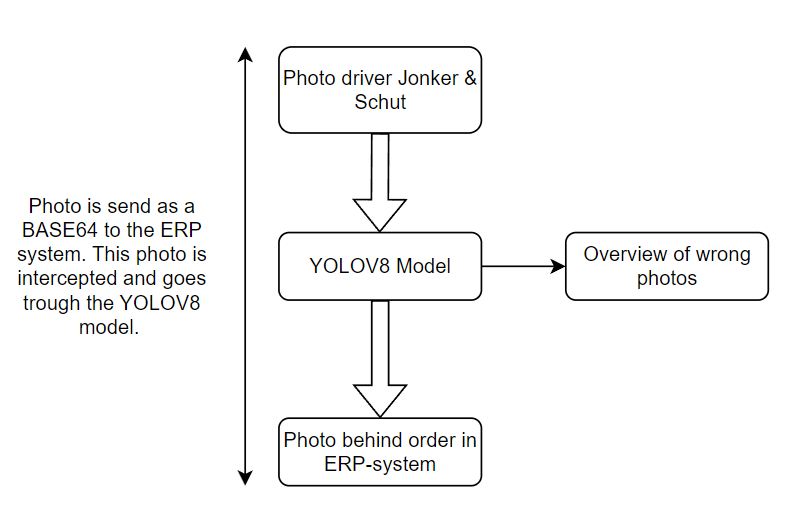 Photo driver Jonker &
Schut
Photo is send as a
BASE64 to the ERP
system. This photo is
intercepted and goes
trough the YOLOV8
model.
YOLOV8 Model
Overview of wrong
photos
Photo behind order in
ERP-system